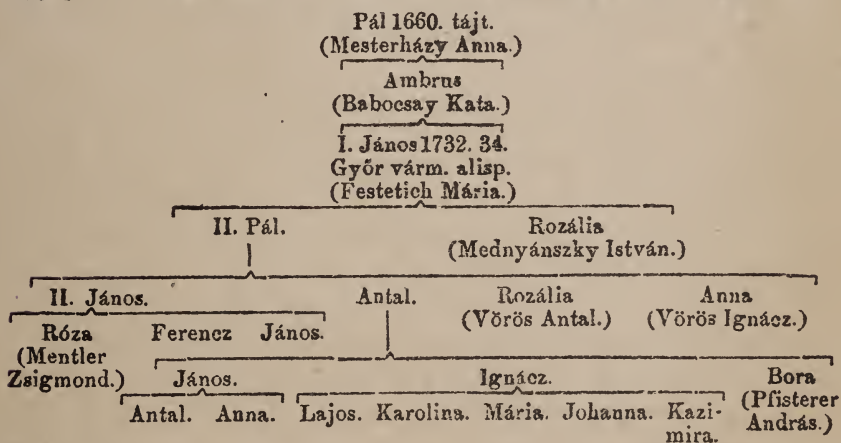 Pál 1660. tájt.
(Mesterházy Anna.)
Ambrus
(Babocsay Kata.)
I. János 1732. 34.
Győr várm. alisp.
(Festetich Mária.)
II. Pál. Rozália
(Mednyánszky István.)
II. János. Antal. Rozália Anna
(Vörös Antal.) (Vörös Ignácz.)
Róza Ferencz János.
(Mentler
Zsigmond.) János. Ignácz. Bora
(Pfisterer
András.)
Antal. Anna. Lajos. Karolina. Mária. Johanna. Kazi-
mira.